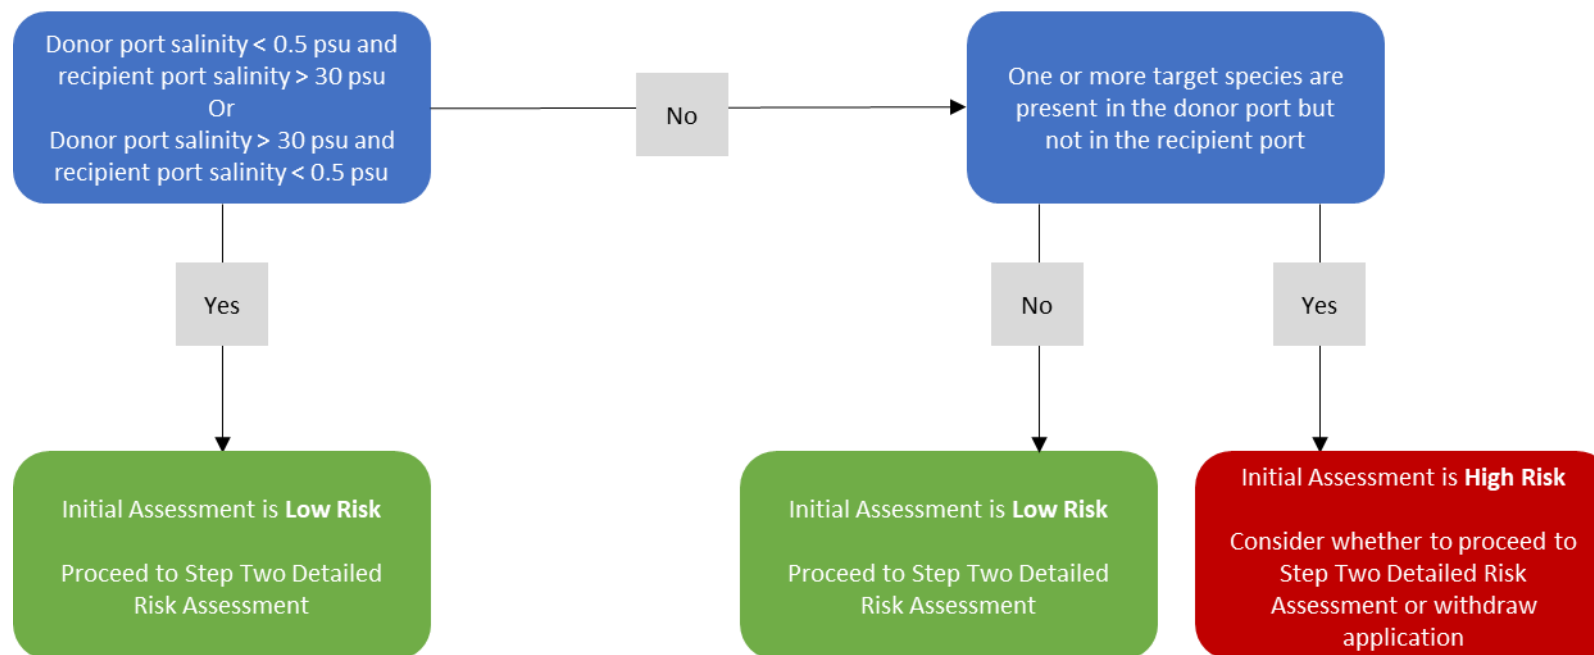 Donor port salinity < 0.5 psu and
recipient port salinity > 30 psu
Or
Donor port salinity > 30 psu and
recipient port salinity < 0.5 psu
No
One or more target species are
present in the donor port but
not in the recipient port
Yes
No
Yes
Initial Assessment is Low Risk
Proceed to Step Two Detailed
Risk Assessment
Initial Assessment is Low Risk
Proceed to Step Two Detailed
Risk Assessment
Initial Assessment is High Risk
Consider whether to proceed to
Step Two Detailed Risk
Assessment or withdraw
application